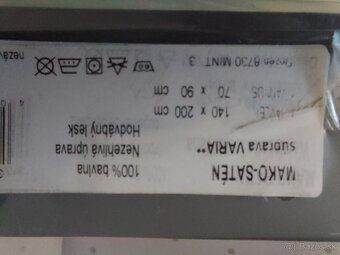 MAKO-SATÉN
súprava VARIA**
100% bavlna
Nežehlivá úprava
Hodvábny lesk
140 x 200 cm
70 x 90 cm
8730 MINT 3